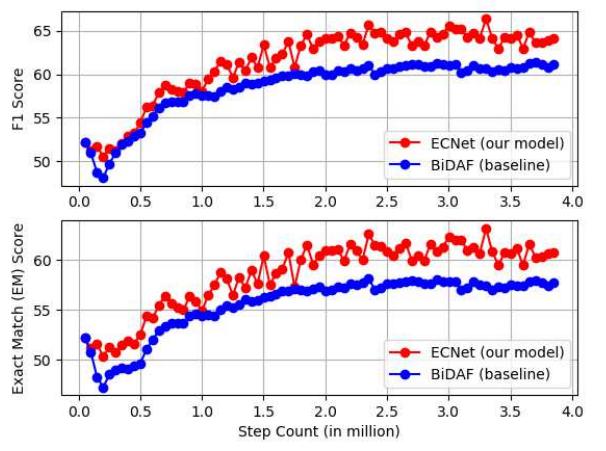 F1 Score
65
60
55
50
ECNet (our model)
BiDAF (baseline)
0.0 0.5 1.0 1.5 2.0 2.5 3.0 3.5 4.0
Exact Match (EM) Score
60
55
50
ECNet (our model)
BiDAF (baseline)
0.0 0.5 1.0 1.5 2.0 2.5 3.0 3.5 4.0
Step Count (in million)